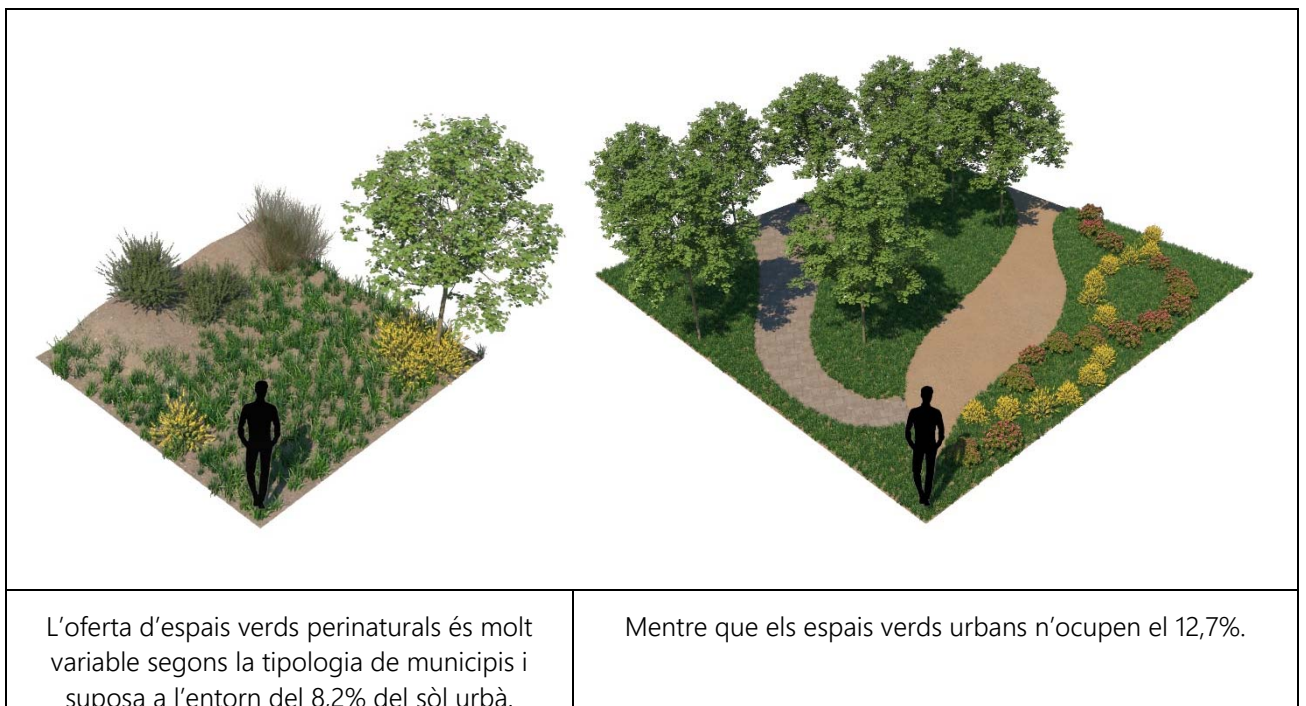 L’oferta d’espais verds perinaturals és molt
variable segons la tipologia de municipis i
suposa a l’entorn del 8,2% del sòl urbà.
Mentre que els espais verds urbans n’ocupen el 12,7%.